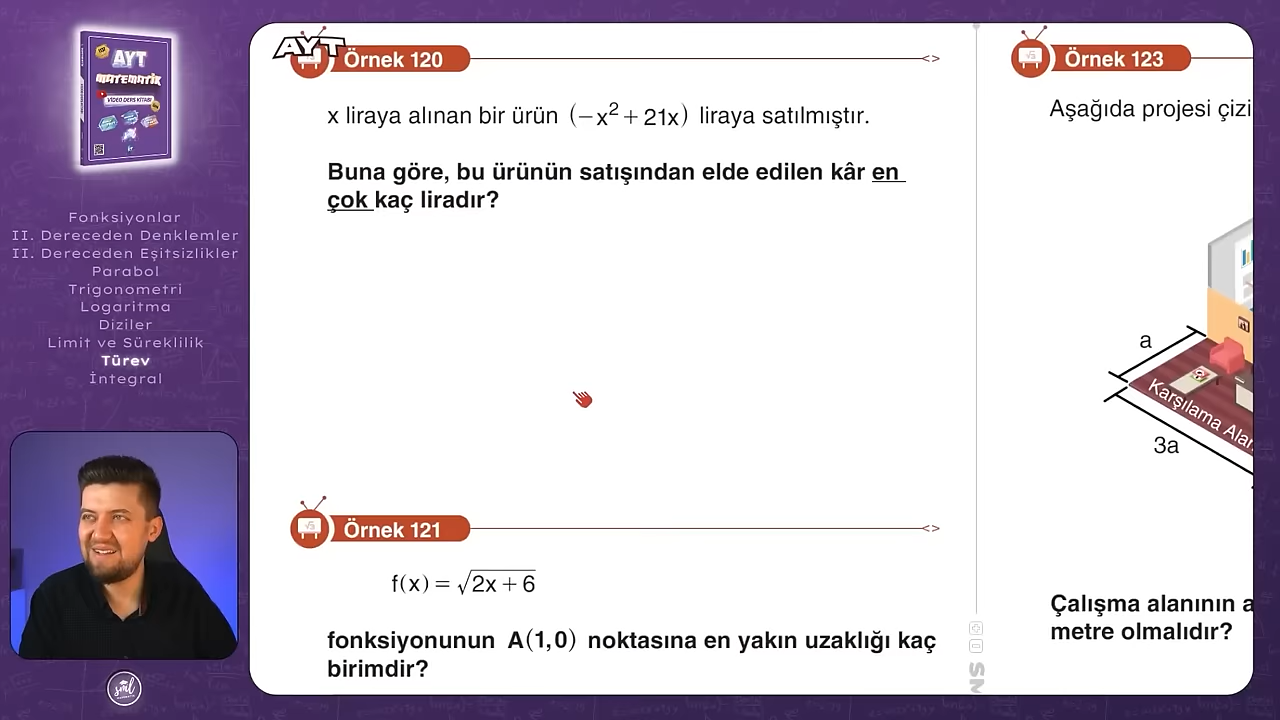 AYT
MATEMATİK
VİDEO DERS KİTABI
Fonksiyonlar
II. Dereceden Denklemler
II. Dereceden Eşitsizlikler
Parabol
Trigonometri
Logaritma
Diziler
Limit ve Süreklilik
Türev
İntegral
sml
AYT
Örnek 120
x liraya alınan bir ürün (−x²+21x) liraya satılmıştır.
Buna göre, bu ürünün satışından elde edilen kâr en
çok kaç liradır?
Örnek 121
f(x) = √(2x+6)
fonksiyonunun A(1,0) noktasına en yakın uzaklığı kaç
birimdir?
Örnek 123
Aşağıda projesi çizi
a
Karşılama Alan
3a
Çalışma alanının a
metre olmalıdır?